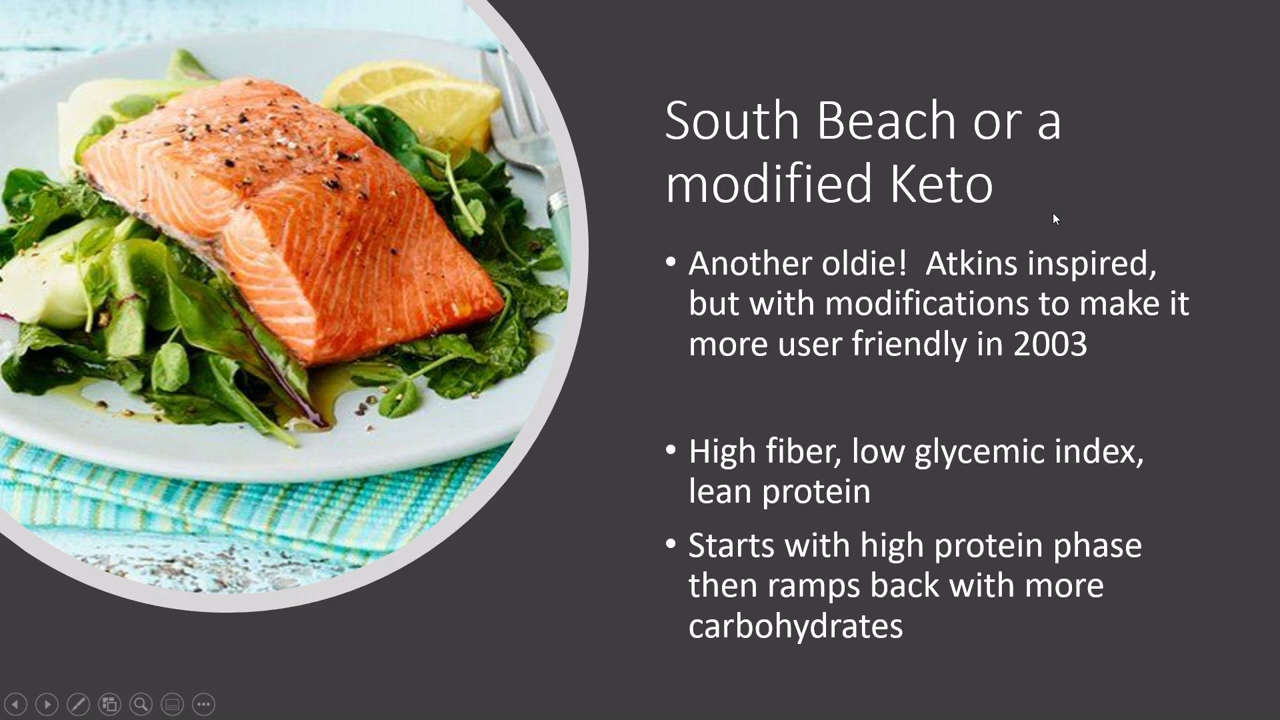 South Beach or a
modified Keto
• Another oldie!  Atkins inspired,
but with modifications to make it
more user friendly in 2003
• High fiber, low glycemic index,
lean protein
• Starts with high protein phase
then ramps back with more
carbohydrates